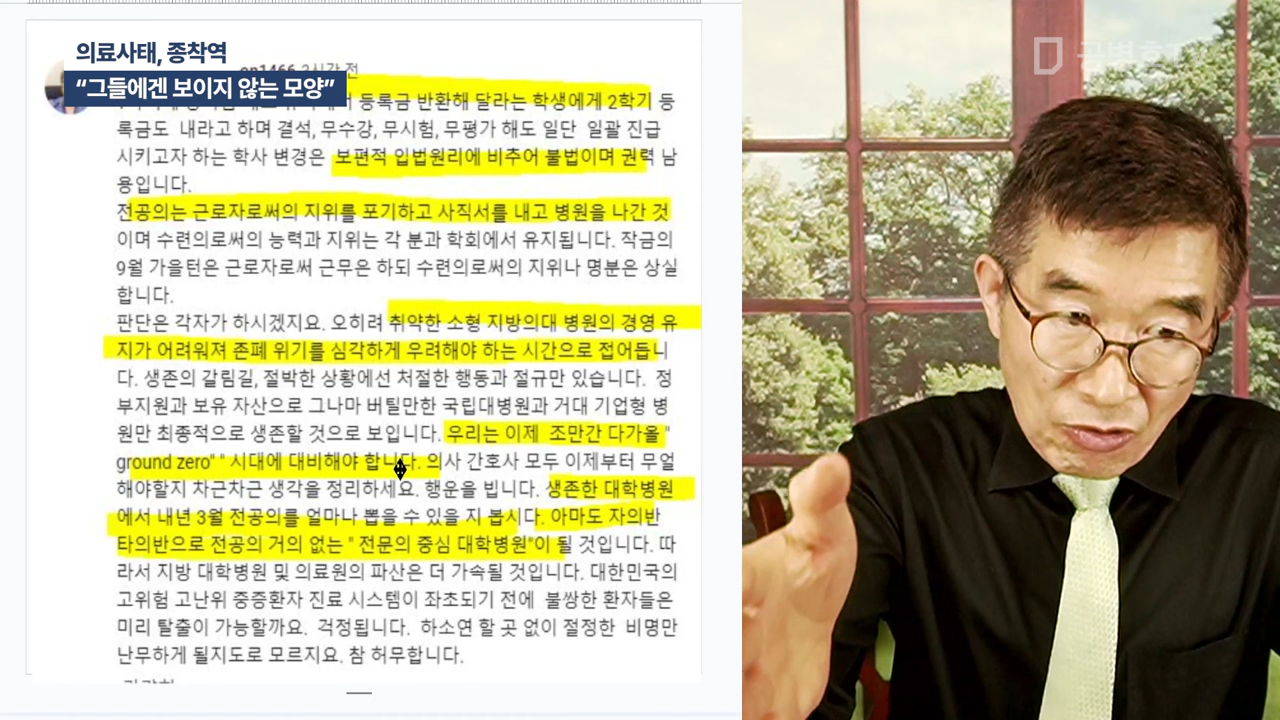 의료사태, 종착역
“그들에겐 보이지 않는 모양”
공병호TV
등록금 반환해 달라는 학생에게 2학기 등
록금도 내라고 하며 결석, 무수강, 무시험, 무평가 해도 일단 일괄 진급
시키고자 하는 학사 변경은 보편적 입법원리에 비추어 불법이며 권력 남
용입니다.
전공의는 근로자로써의 지위를 포기하고 사직서를 내고 병원을 나간 것
이며 수련의로써의 능력과 지위는 각 분과 학회에서 유지됩니다. 작금의
9월 가을턴은 근로자로써 근무은 하되 수련의로써의 지위나 명분은 상실
합니다.
판단은 각자가 하시겠지요. 오히려 취약한 소형 지방의대 병원의 경영 유
지가 어려워져 존폐 위기를 심각하게 우려해야 하는 시간으로 접어듭니
다. 생존의 갈림길, 절박한 상황에선 처절한 행동과 절규만 있습니다. 정
부지원과 보유 자산으로 그나마 버틸만한 국립대병원과 거대 기업형 병
원만 최종적으로 생존할 것으로 보입니다. 우리는 이제 조만간 다가올 "
ground zero" " 시대에 대비해야 합니다. 의사 간호사 모두 이제부터 무얼
해야할지 차근차근 생각을 정리하세요. 행운을 빕니다. 생존한 대학병원
에서 내년 3월 전공의를 얼마나 뽑을 수 있을 지 봅시다. 아마도 자의반
타의반으로 전공의 거의 없는 " 전문의 중심 대학병원"이 될 것입니다. 따
라서 지방 대학병원 및 의료원의 파산은 더 가속될 것입니다. 대한민국의
고위험 고난위 중증환자 진료 시스템이 좌초되기 전에 불쌍한 환자들은
미리 탈출이 가능할까요. 걱정됩니다. 하소연 할 곳 없이 절정한 비명만
난무하게 될지도로 모르지요. 참 허무합니다.